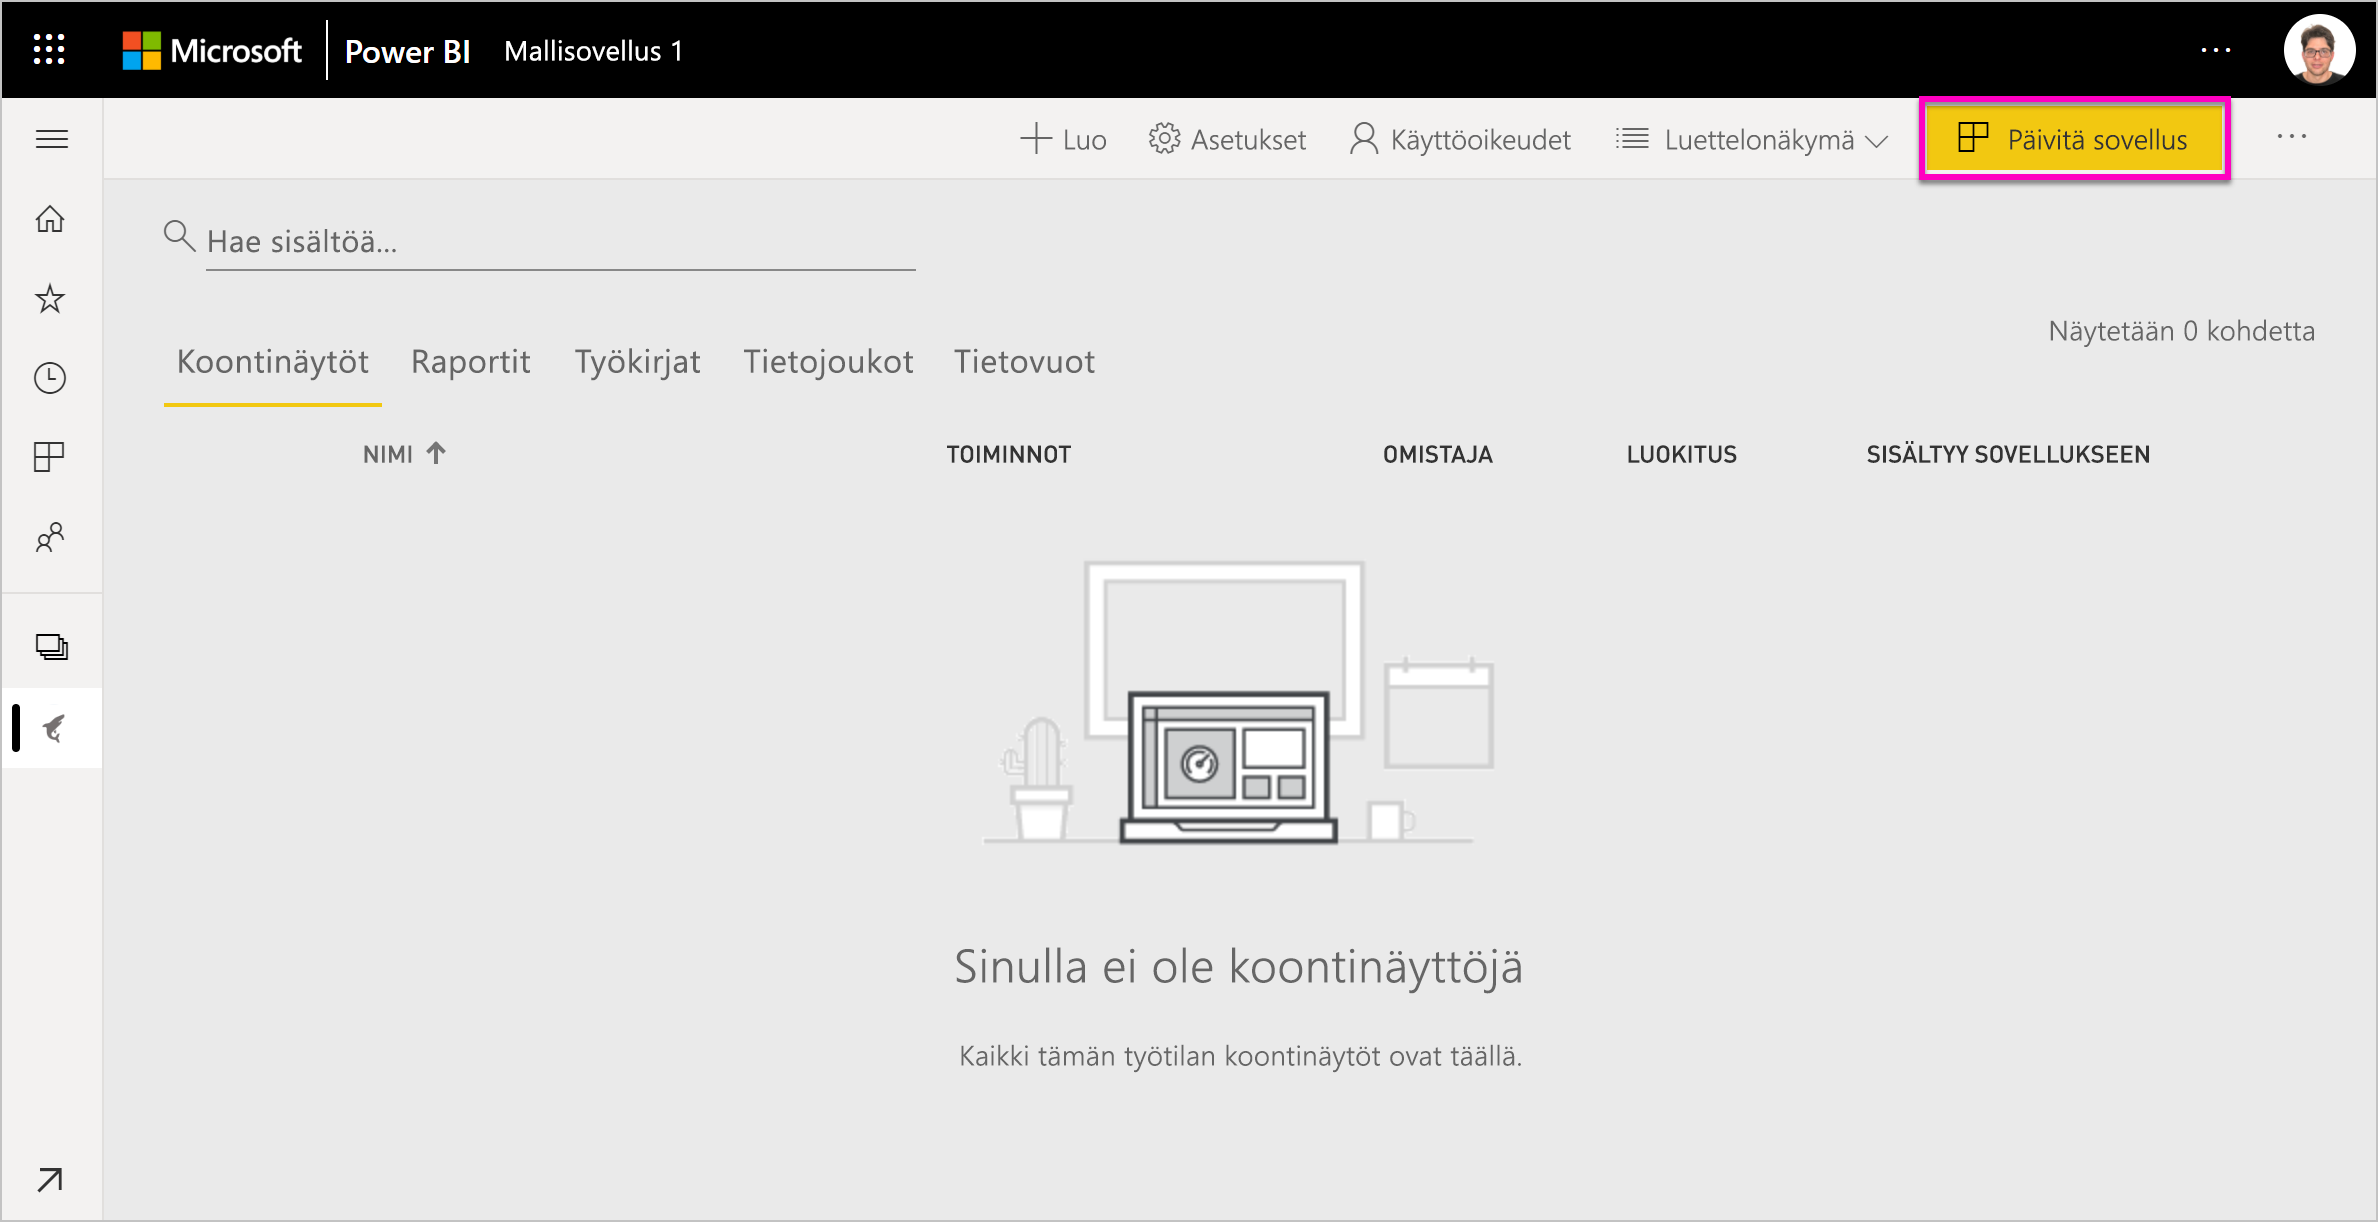 Microsoft Power BI Mallisovellus 1
Luo Asetukset Käyttöoikeudet Luettelonäkymä Päivitä sovellus
Hae sisältöä...
Näytetään 0 kohdetta
Koontinäytöt Raportit Työkirjat Tietojoukot Tietovuot
NIMI TOIMINNOT OMISTAJA LUOKITUS SISÄLTYY SOVELLUKSEEN
Sinulla ei ole koontinäyttöjä
Kaikki tämän työtilan koontinäytöt ovat täällä.